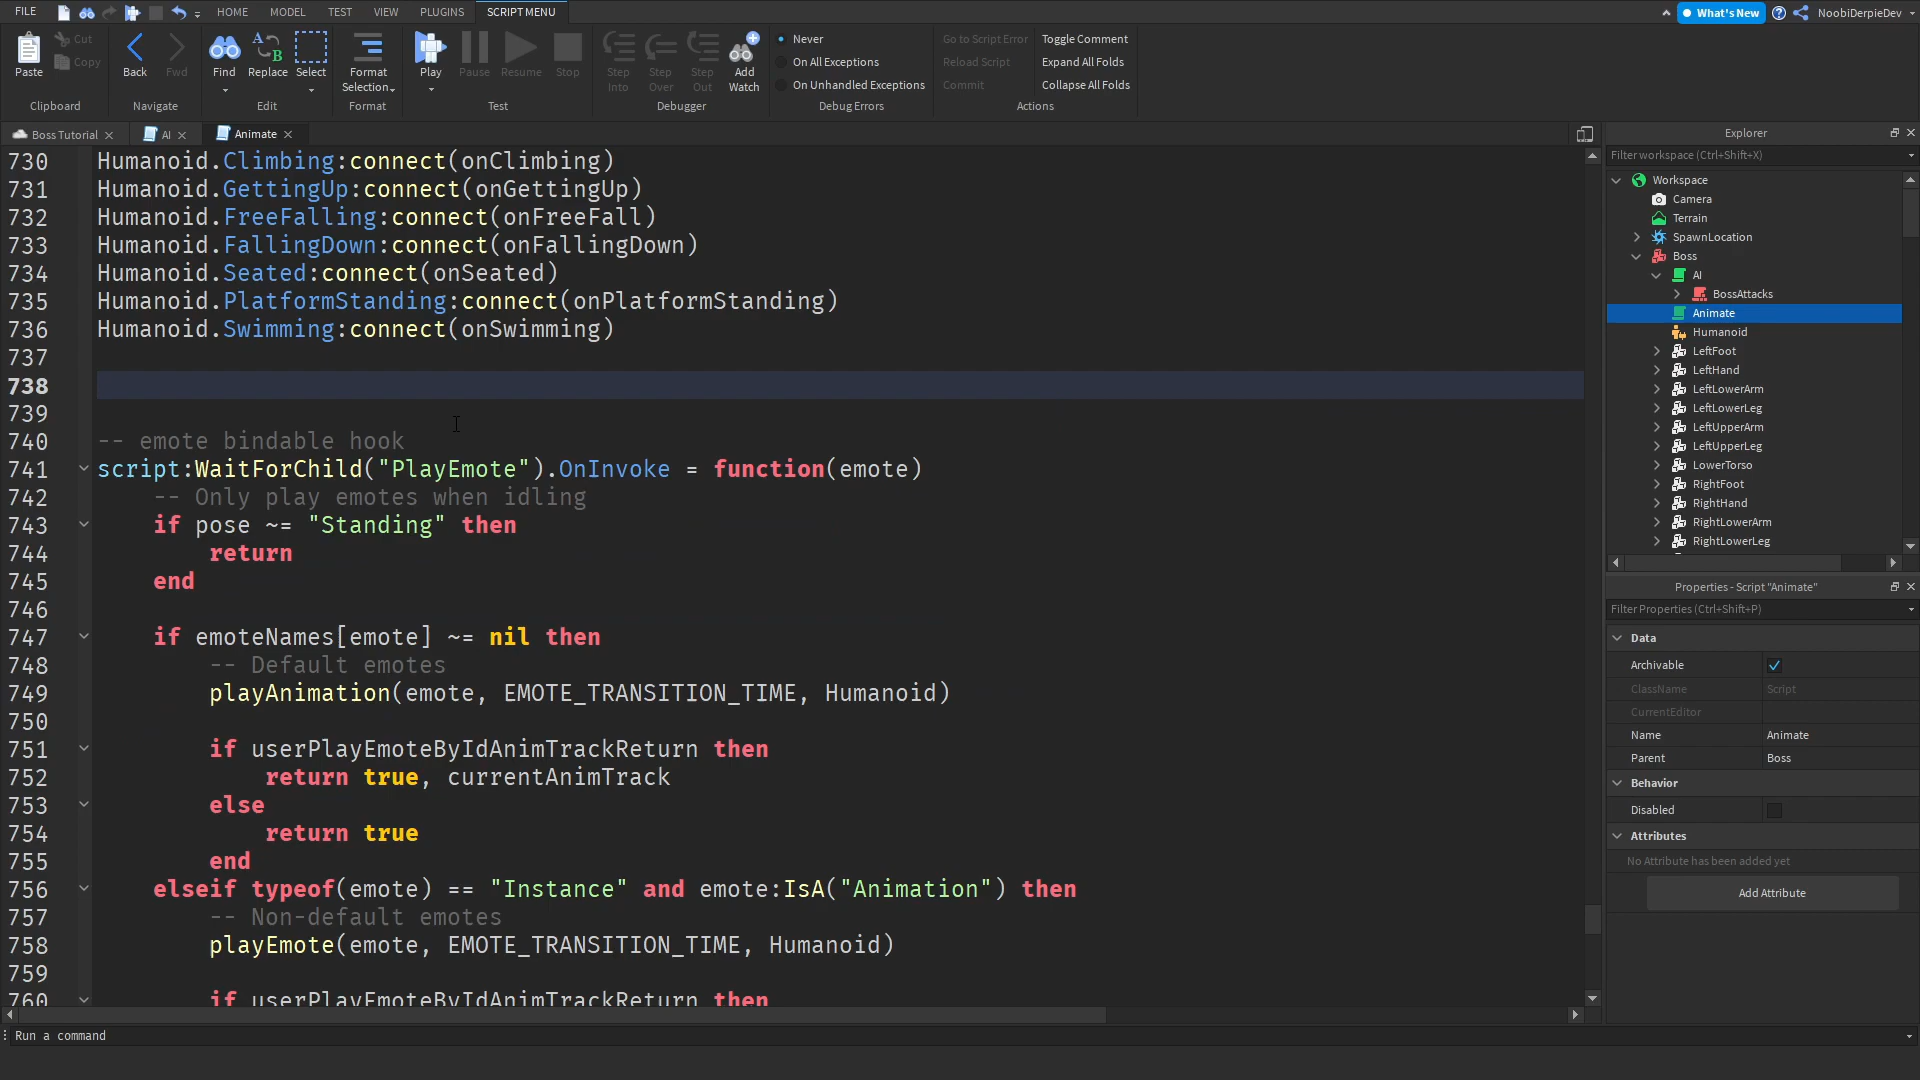 FILE HOME MODEL TEST VIEW PLUGINS SCRIPT MENU What's New NoobiDerpieDev
Paste Cut Copy Clipboard
Back Fwd Navigate
Find Replace Select Edit
Format Selection Format
Play Pause Resume Stop Test
Step Into Step Over Step Out Add Watch Debugger
Never
On All Exceptions
On Unhandled Exceptions
Debug Errors
Go to Script Error
Reload Script
Commit
Toggle Comment
Expand All Folds
Collapse All Folds
Actions
Boss Tutorial AI Animate
730 Humanoid.Climbing:connect(onClimbing)
731 Humanoid.GettingUp:connect(onGettingUp)
732 Humanoid.FreeFalling:connect(onFreeFall)
733 Humanoid.FallingDown:connect(onFallingDown)
734 Humanoid.Seated:connect(onSeated)
735 Humanoid.PlatformStanding:connect(onPlatformStanding)
736 Humanoid.Swimming:connect(onSwimming)
737
738
739
740 -- emote bindable hook
741 script:WaitForChild("PlayEmote").OnInvoke = function(emote)
742 -- Only play emotes when idling
743 if pose ~= "Standing" then
744 return
745 end
746
747 if emoteNames[emote] ~= nil then
748 -- Default emotes
749 playAnimation(emote, EMOTE_TRANSITION_TIME, Humanoid)
750
751 if userPlayEmoteByIdAnimTrackReturn then
752 return true, currentAnimTrack
753 else
754 return true
755 end
756 elseif typeof(emote) == "Instance" and emote:IsA("Animation") then
757 -- Non-default emotes
758 playEmote(emote, EMOTE_TRANSITION_TIME, Humanoid)
759
760 if userPlayEmoteByIdAnimTrackReturn then
Run a command
Explorer
Filter workspace (Ctrl+Shift+X)
Workspace
Camera
Terrain
SpawnLocation
Boss
AI
BossAttacks
Animate
Humanoid
LeftFoot
LeftHand
LeftLowerArm
LeftLowerLeg
LeftUpperArm
LeftUpperLeg
LowerTorso
RightFoot
RightHand
RightLowerArm
RightLowerLeg
Properties - Script "Animate"
Filter Properties (Ctrl+Shift+P)
Data
Archivable
ClassName Script
CurrentEditor
Name Animate
Parent Boss
Behavior
Disabled
Attributes
No Attribute has been added yet
Add Attribute